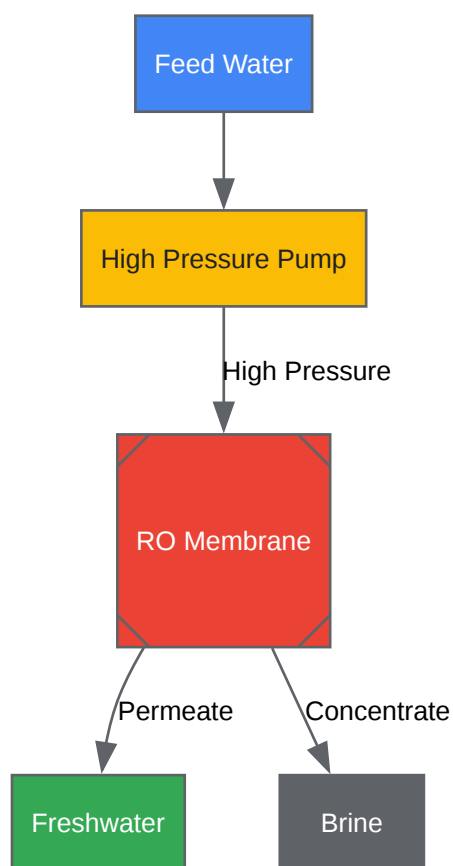 Feed Water
High Pressure Pump
High Pressure
RO Membrane
Permeate
Concentrate
Freshwater
Brine